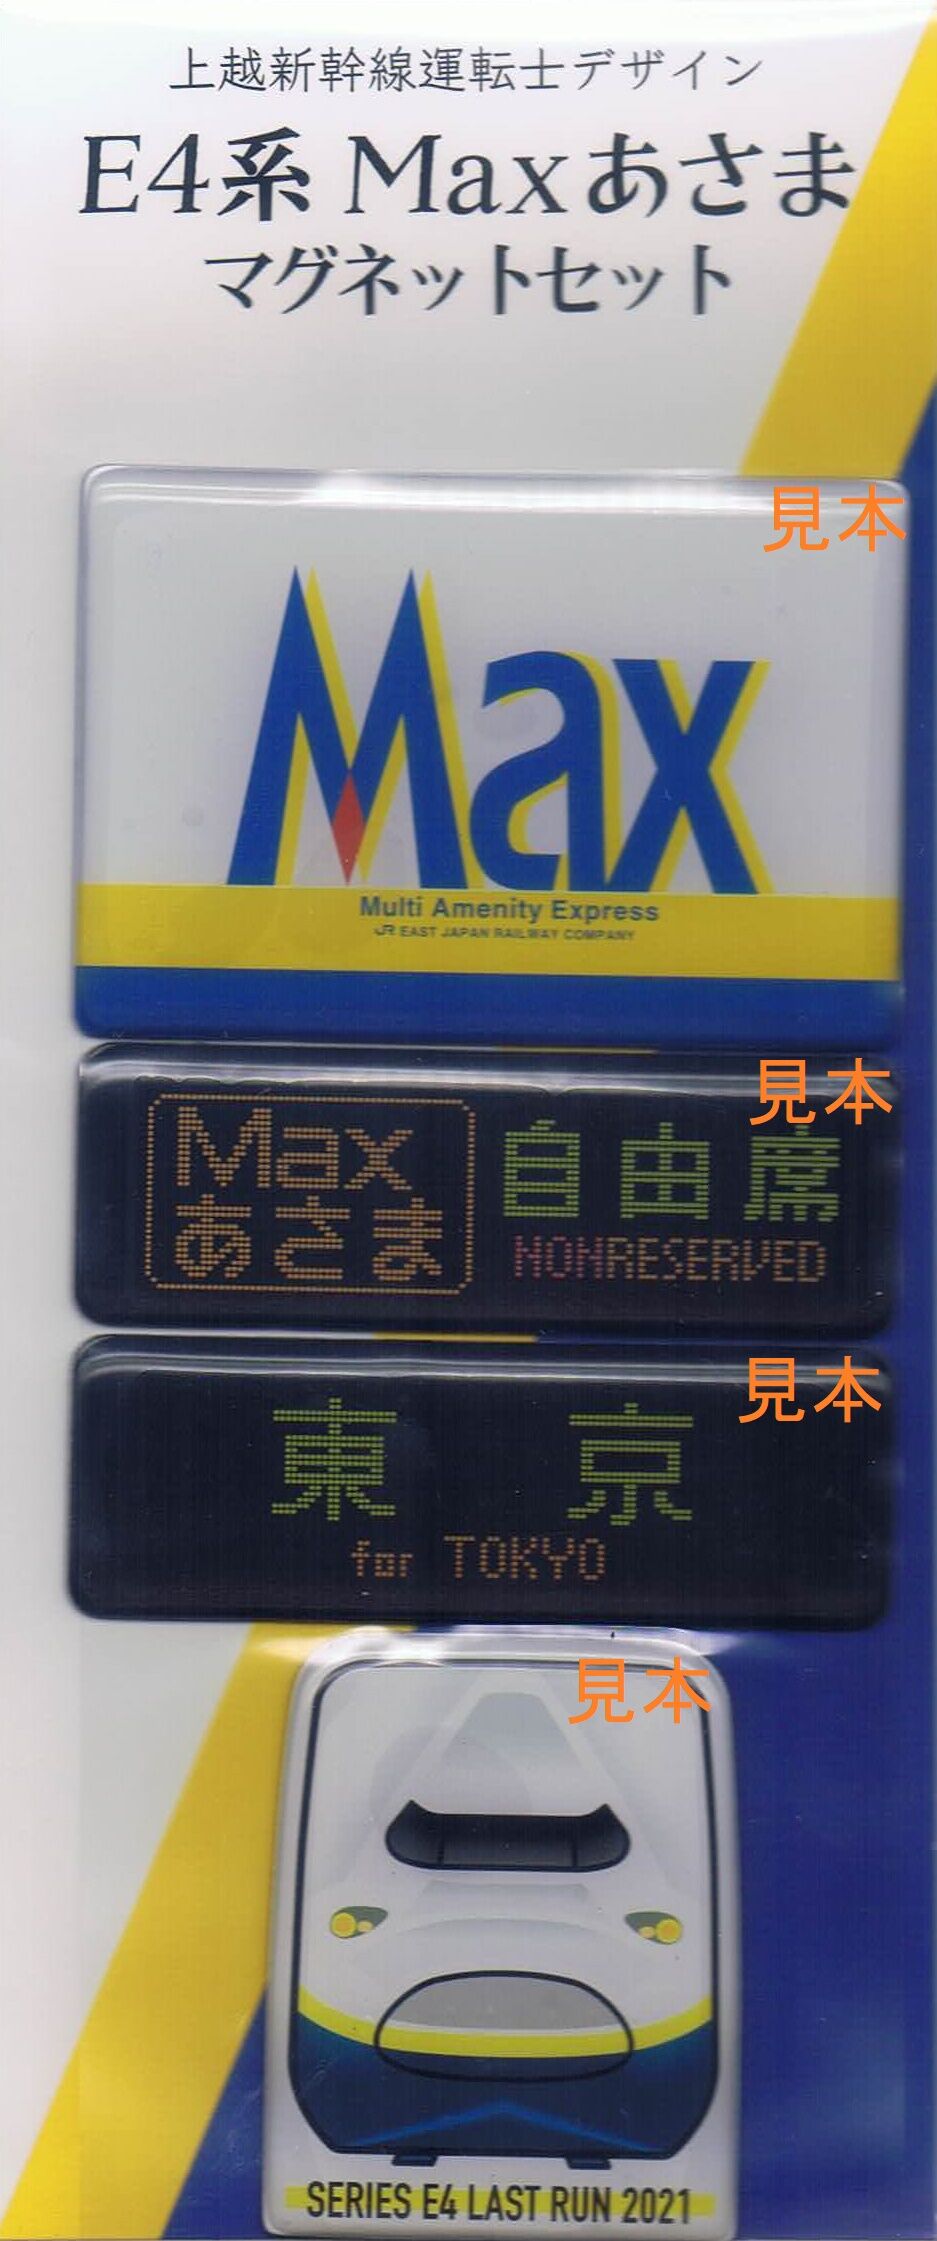 上越新幹線運転士デザイン
E4系 Maxあさま
マグネットセット
見本
Max
Multi Amenity Express
JR EAST JAPAN RAILWAY COMPANY
見本
Max
あさま
自由席
NONRESERVED
見本
東京
for TOKYO
見本
SERIES E4 LAST RUN 2021